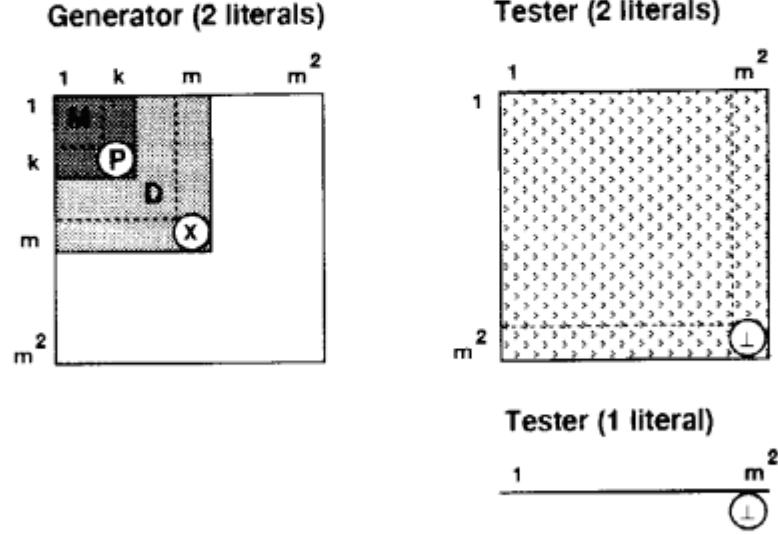 Generator (2 literals)
1 k m m²
1
M
k
P
D
m
X
m²
Tester (2 literals)
1 m²
1
m²
⊥
Tester (1 literal)
1 m²
⊥